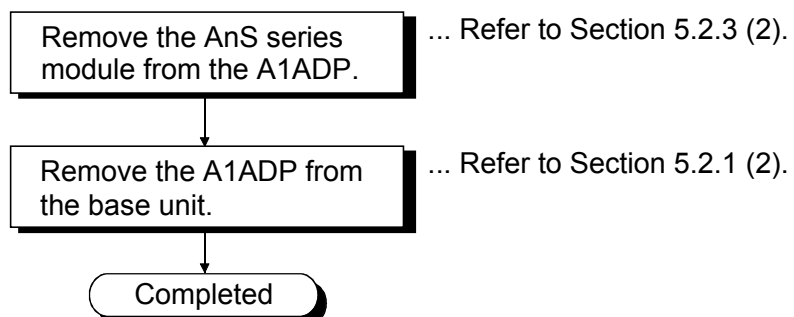 Remove the AnS series
module from the A1ADP.
... Refer to Section 5.2.3 (2).
Remove the A1ADP from
the base unit.
... Refer to Section 5.2.1 (2).
Completed